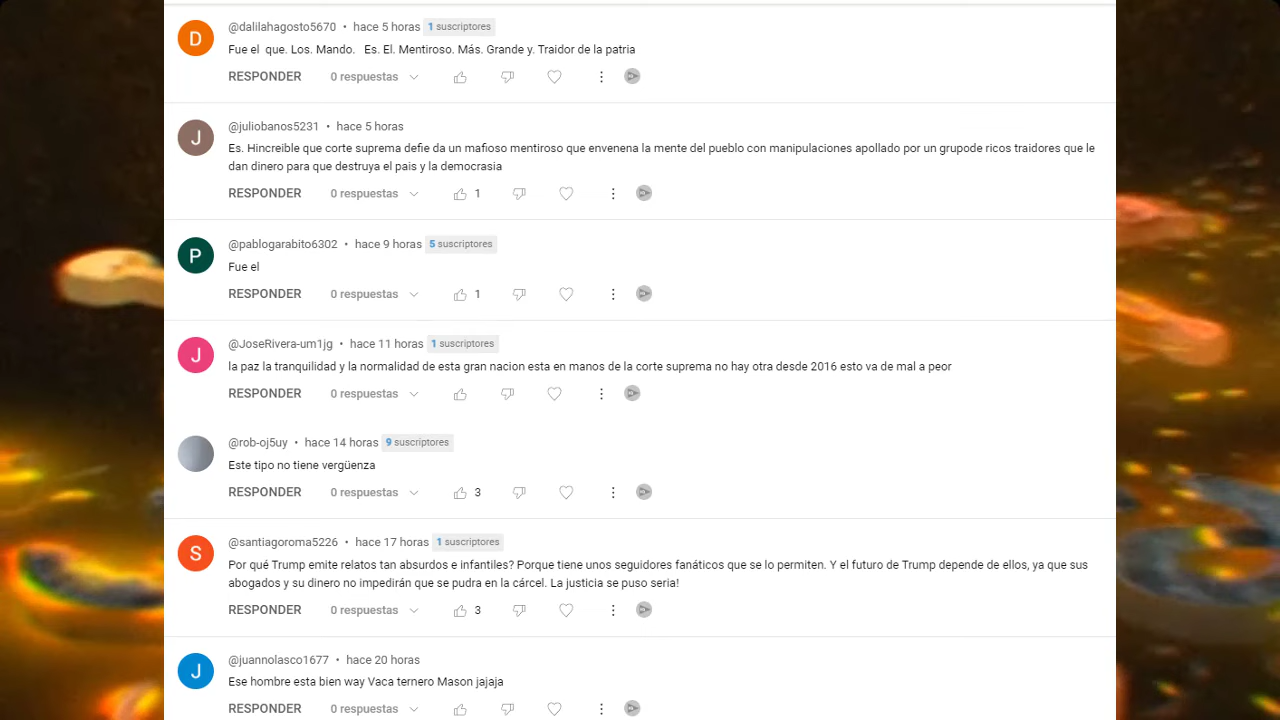 @dalilahagosto5670 • hace 5 horas 1 suscriptores
Fue el que. Los. Mando. Es. El. Mentiroso. Más. Grande y. Traidor de la patria
RESPONDER 0 respuestas
@juliobanos5231 • hace 5 horas
Es. Hincreible que corte suprema defie da un mafioso mentiroso que envenena la mente del pueblo con manipulaciones apollado por un grupode ricos traidores que le
dan dinero para que destruya el pais y la democrasia
RESPONDER 0 respuestas 1
@pablogarabito6302 • hace 9 horas 5 suscriptores
Fue el
RESPONDER 0 respuestas 1
@JoseRivera-um1jg • hace 11 horas 1 suscriptores
la paz la tranquilidad y la normalidad de esta gran nacion esta en manos de la corte suprema no hay otra desde 2016 esto va de mal a peor
RESPONDER 0 respuestas
@rob-oj5uy • hace 14 horas 9 suscriptores
Este tipo no tiene vergüenza
RESPONDER 0 respuestas 3
@santiagoroma5226 • hace 17 horas 1 suscriptores
Por qué Trump emite relatos tan absurdos e infantiles? Porque tiene unos seguidores fanáticos que se lo permiten. Y el futuro de Trump depende de ellos, ya que sus
abogados y su dinero no impedirán que se pudra en la cárcel. La justicia se puso seria!
RESPONDER 0 respuestas 3
@juannolasco1677 • hace 20 horas
Ese hombre esta bien way Vaca ternero Mason jajaja
RESPONDER 0 respuestas
D
J
P
J
S
J